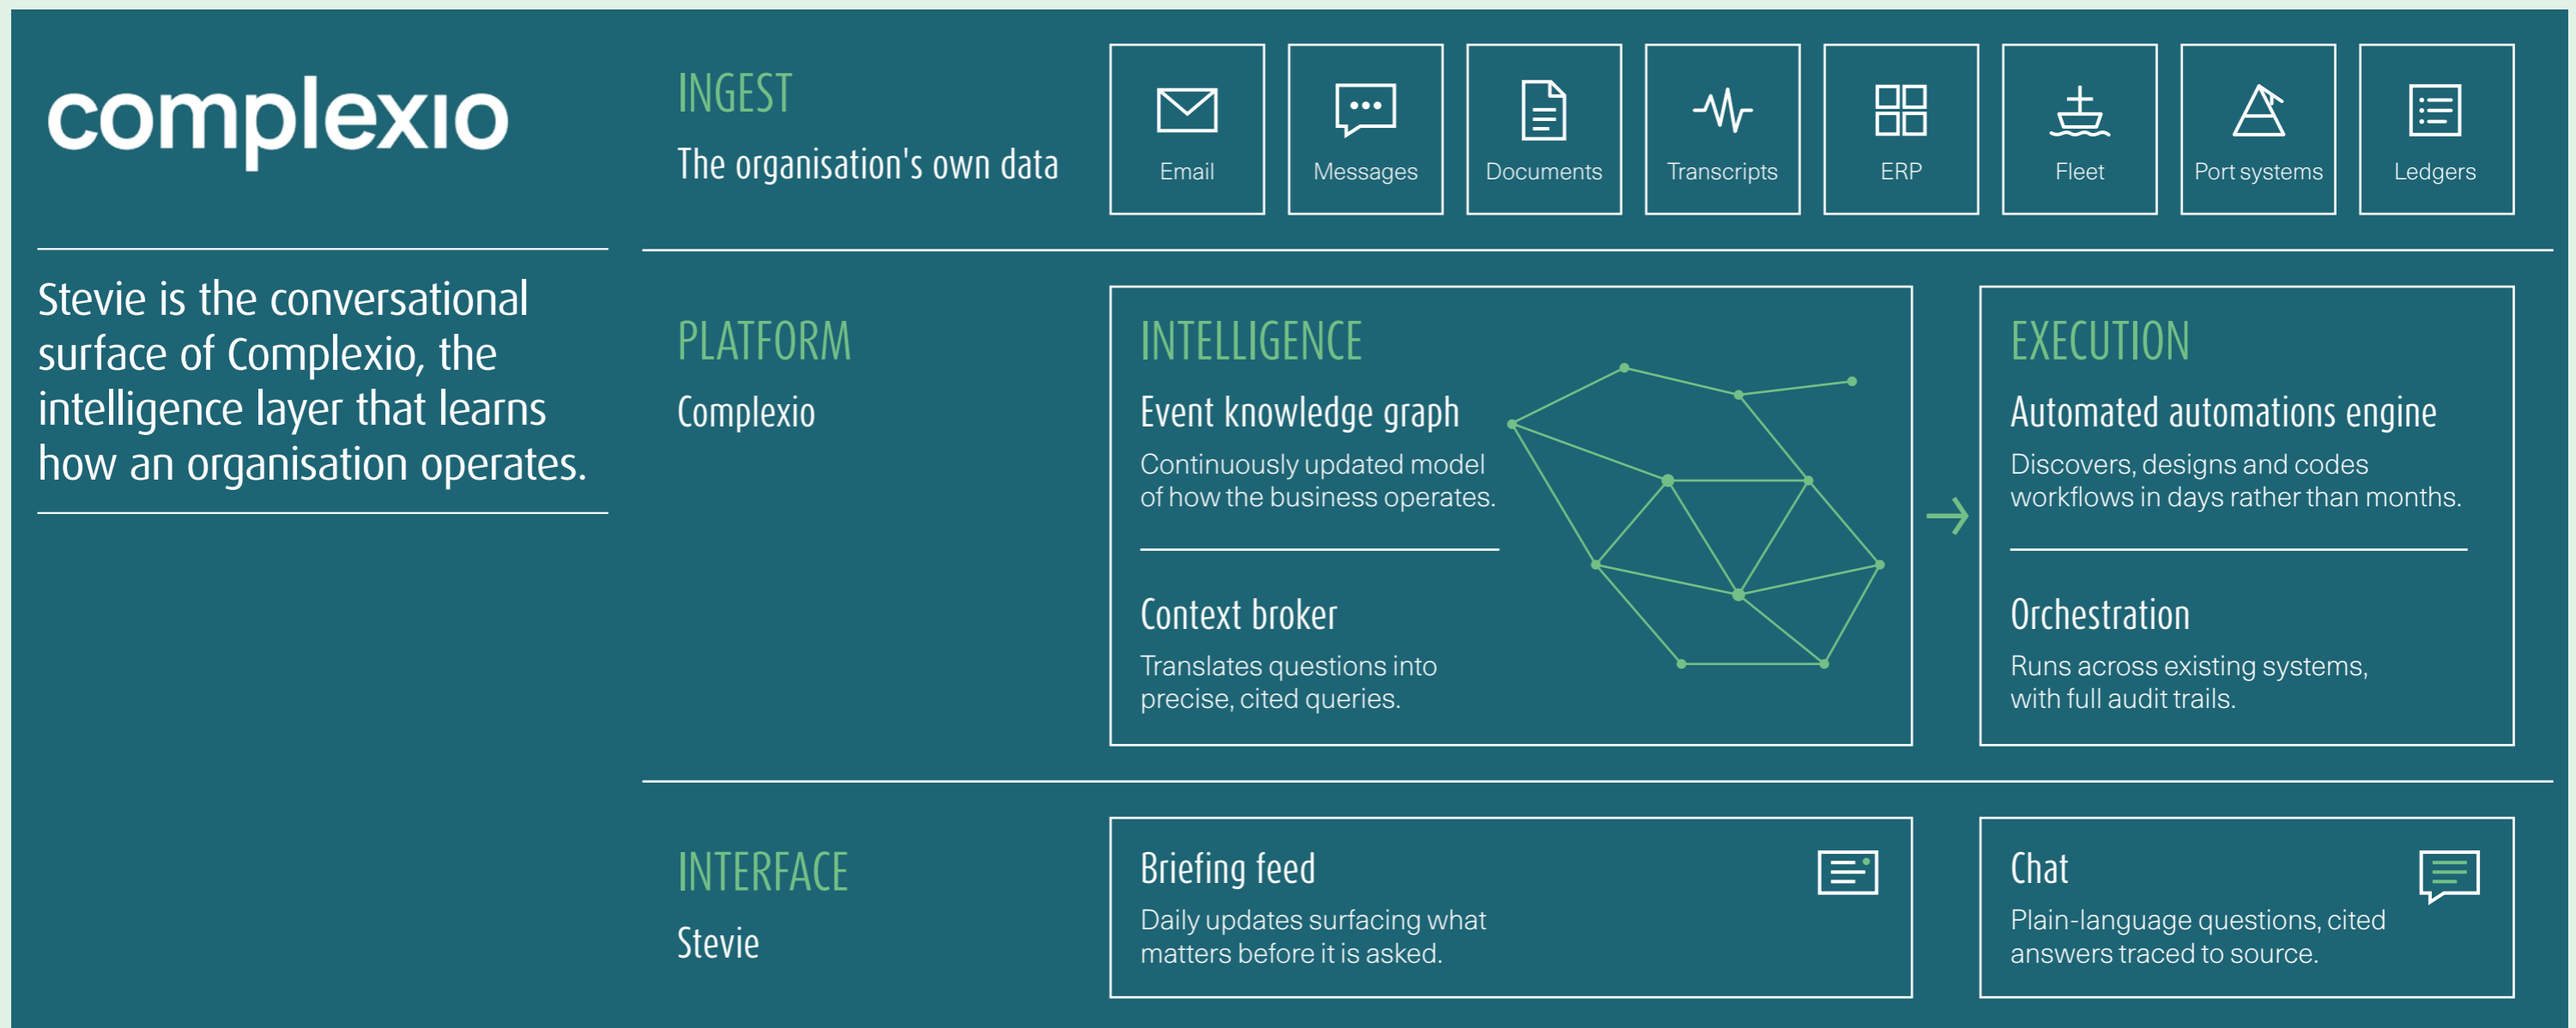 complexio
Stevie is the conversational
surface of Complexio, the
intelligence layer that learns
how an organisation operates.
INGEST
The organisation's own data
Email
Messages
Documents
Transcripts
ERP
Fleet
Port systems
Ledgers
PLATFORM
Complexio
INTELLIGENCE
Event knowledge graph
Continuously updated model
of how the business operates.
Context broker
Translates questions into
precise, cited queries.
EXECUTION
Automated automations engine
Discovers, designs and codes
workflows in days rather than months.
Orchestration
Runs across existing systems,
with full audit trails.
INTERFACE
Stevie
Briefing feed
Daily updates surfacing what
matters before it is asked.
Chat
Plain-language questions, cited
answers traced to source.